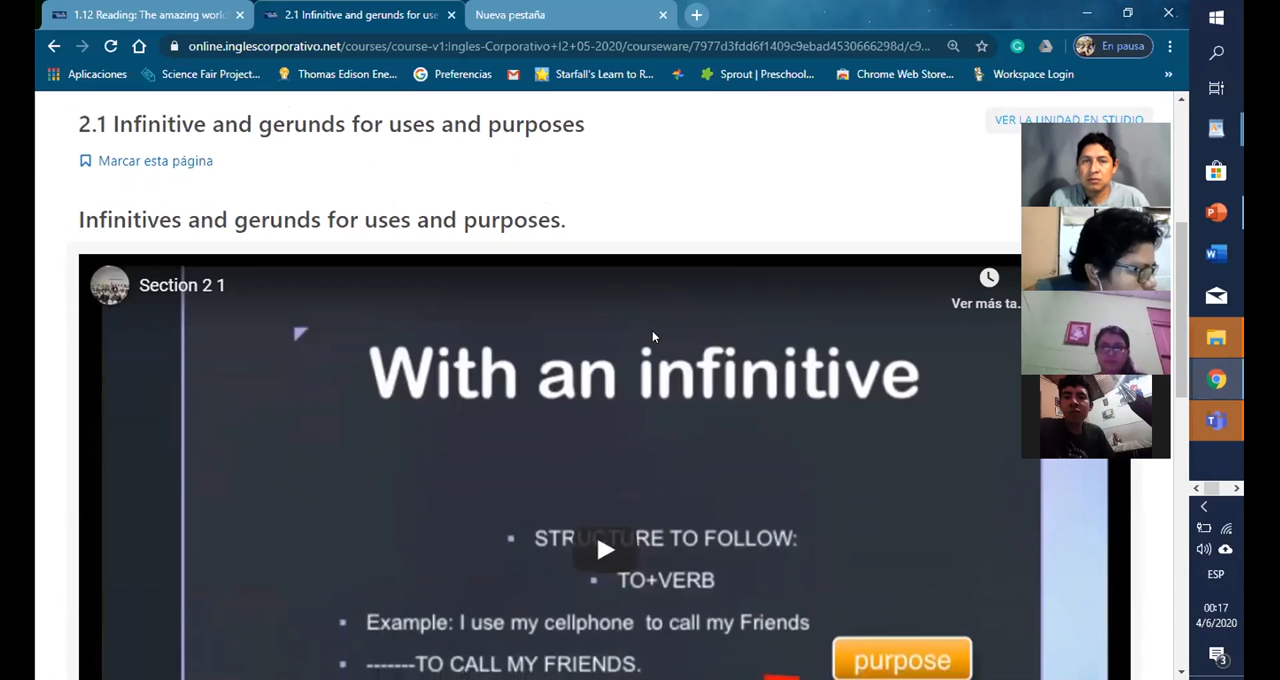 1.12 Reading: The amazing world
2.1 Infinitive and gerunds for use
Nueva pestaña
online.inglescorporativo.net/courses/course-v1:Ingles-Corporativo+I2+05-2020/courseware/7977d3fdd6f1409c9ebad4530666298d/c9...
En pausa
Aplicaciones
Science Fair Project...
Thomas Edison Ene...
Preferencias
Starfall's Learn to R...
Sprout | Preschool...
Chrome Web Store...
Workspace Login
»
2.1 Infinitive and gerunds for uses and purposes
VER LA UNIDAD EN STUDIO
Marcar esta página
Infinitives and gerunds for uses and purposes.
Section 2 1
Ver más ta...
With an infinitive
STRUCTURE TO FOLLOW:
TO+VERB
Example: I use my cellphone to call my Friends
-------TO CALL MY FRIENDS.
purpose
ESP
00:17
4/6/2020
3